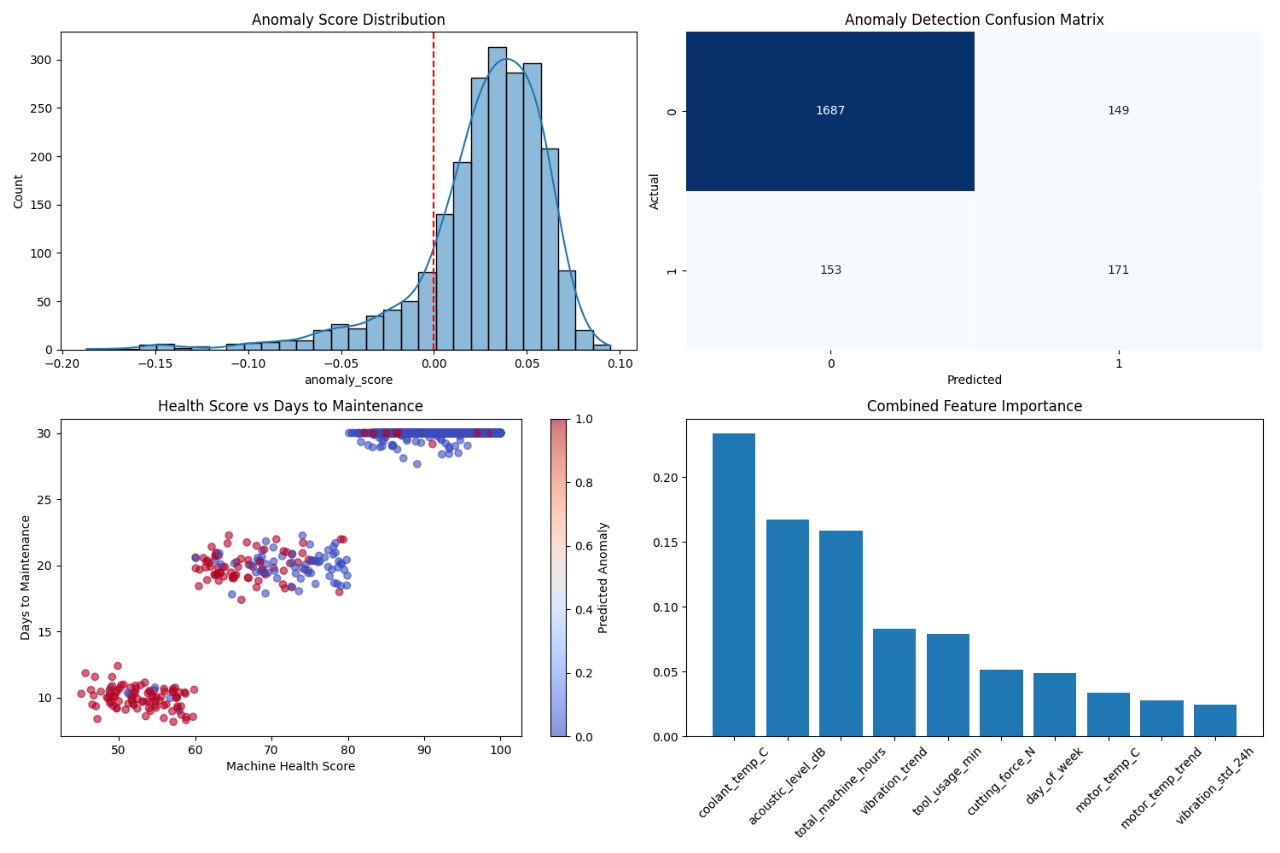 Anomaly Score Distribution
Count
300
250
200
150
100
50
0
−0.20
−0.15
−0.10
−0.05
0.00
0.05
0.10
anomaly_score
Anomaly Detection Confusion Matrix
Actual
0
1
1687
149
153
171
0
1
Predicted
Health Score vs Days to Maintenance
Days to Maintenance
30
25
20
15
10
50
60
70
80
90
100
Machine Health Score
1.0
0.8
0.6
0.4
0.2
0.0
Predicted Anomaly
Combined Feature Importance
0.20
0.15
0.10
0.05
0.00
coolant_temp_C
acoustic_level_dB
total_machine_hours
vibration_trend
tool_usage_min
cutting_force_N
day_of_week
motor_temp_C
motor_temp_trend
vibration_std_24h